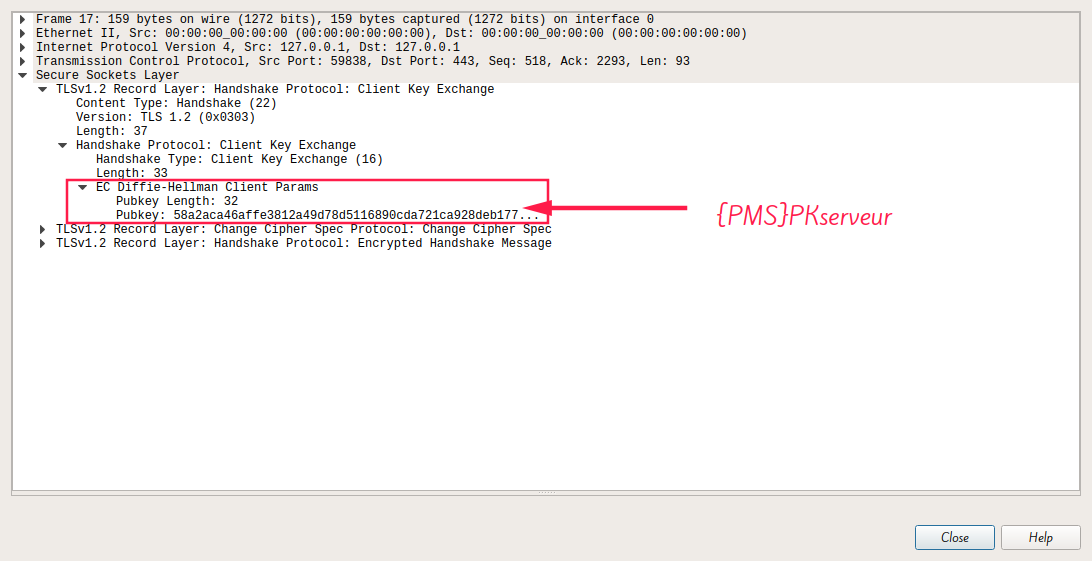 Frame 17: 159 bytes on wire (1272 bits), 159 bytes captured (1272 bits) on interface 0
Ethernet II, Src: 00:00:00_00:00:00 (00:00:00:00:00:00), Dst: 00:00:00_00:00:00 (00:00:00:00:00:00)
Internet Protocol Version 4, Src: 127.0.0.1, Dst: 127.0.0.1
Transmission Control Protocol, Src Port: 59838, Dst Port: 443, Seq: 518, Ack: 2293, Len: 93
Secure Sockets Layer
TLSv1.2 Record Layer: Handshake Protocol: Client Key Exchange
Content Type: Handshake (22)
Version: TLS 1.2 (0x0303)
Length: 37
Handshake Protocol: Client Key Exchange
Handshake Type: Client Key Exchange (16)
Length: 33
EC Diffie-Hellman Client Params
Pubkey Length: 32
Pubkey: 58a2aca46affe3812a49d78d5116890cda721ca928deb177...
{PMS}PKserveur
TLSv1.2 Record Layer: Change Cipher Spec Protocol: Change Cipher Spec
TLSv1.2 Record Layer: Handshake Protocol: Encrypted Handshake Message
Close
Help